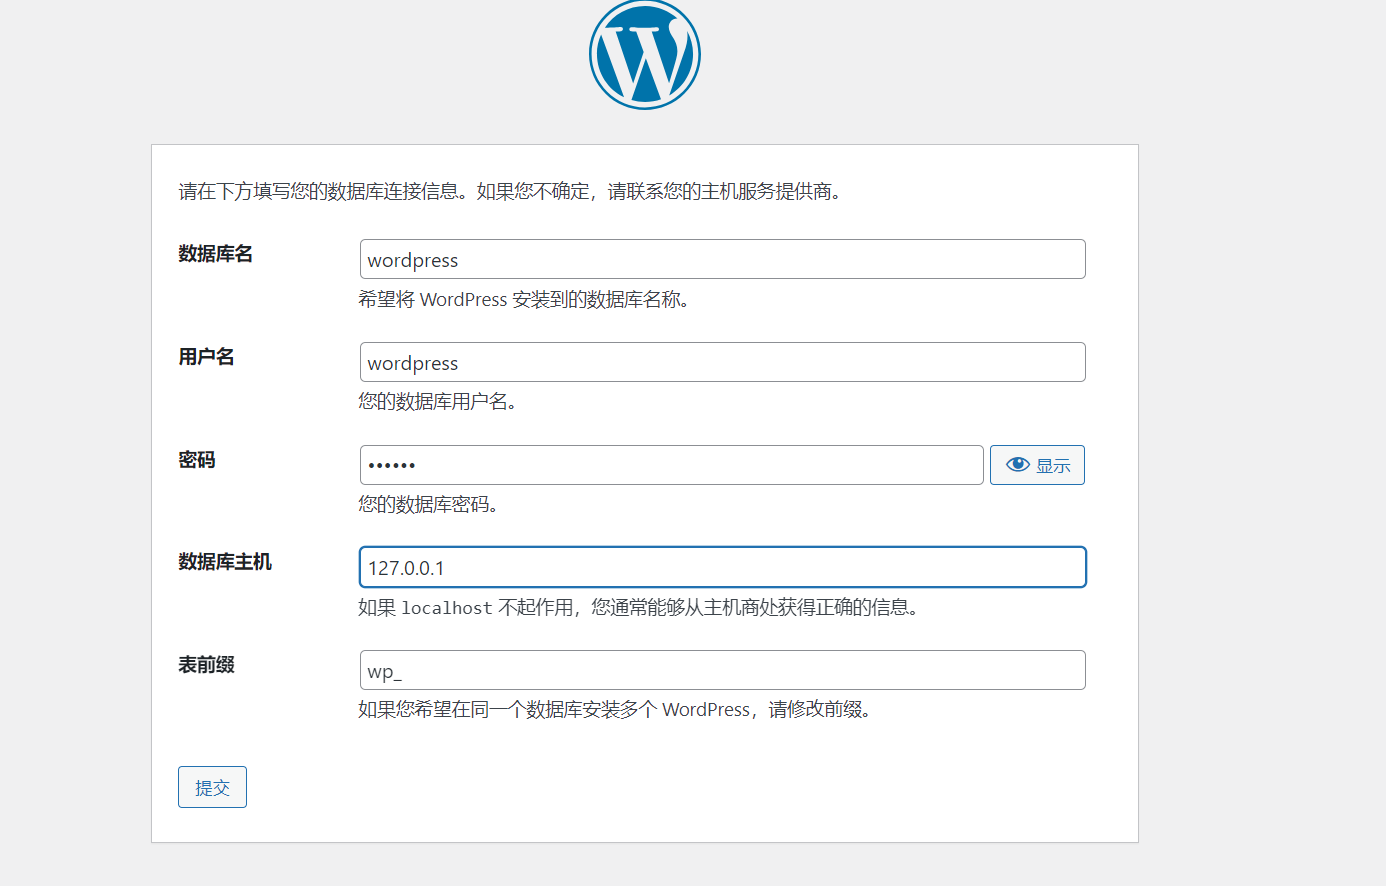 请在下方填写您的数据库连接信息。如果您不确定，请联系您的主机服务提供商。
数据库名
wordpress
希望将 WordPress 安装到的数据库名称。
用户名
wordpress
您的数据库用户名。
密码
••••••
显示
您的数据库密码。
数据库主机
127.0.0.1
如果 localhost 不起作用，您通常能够从主机商处获得正确的信息。
表前缀
wp_
如果您希望在同一个数据库安装多个 WordPress，请修改前缀。
提交